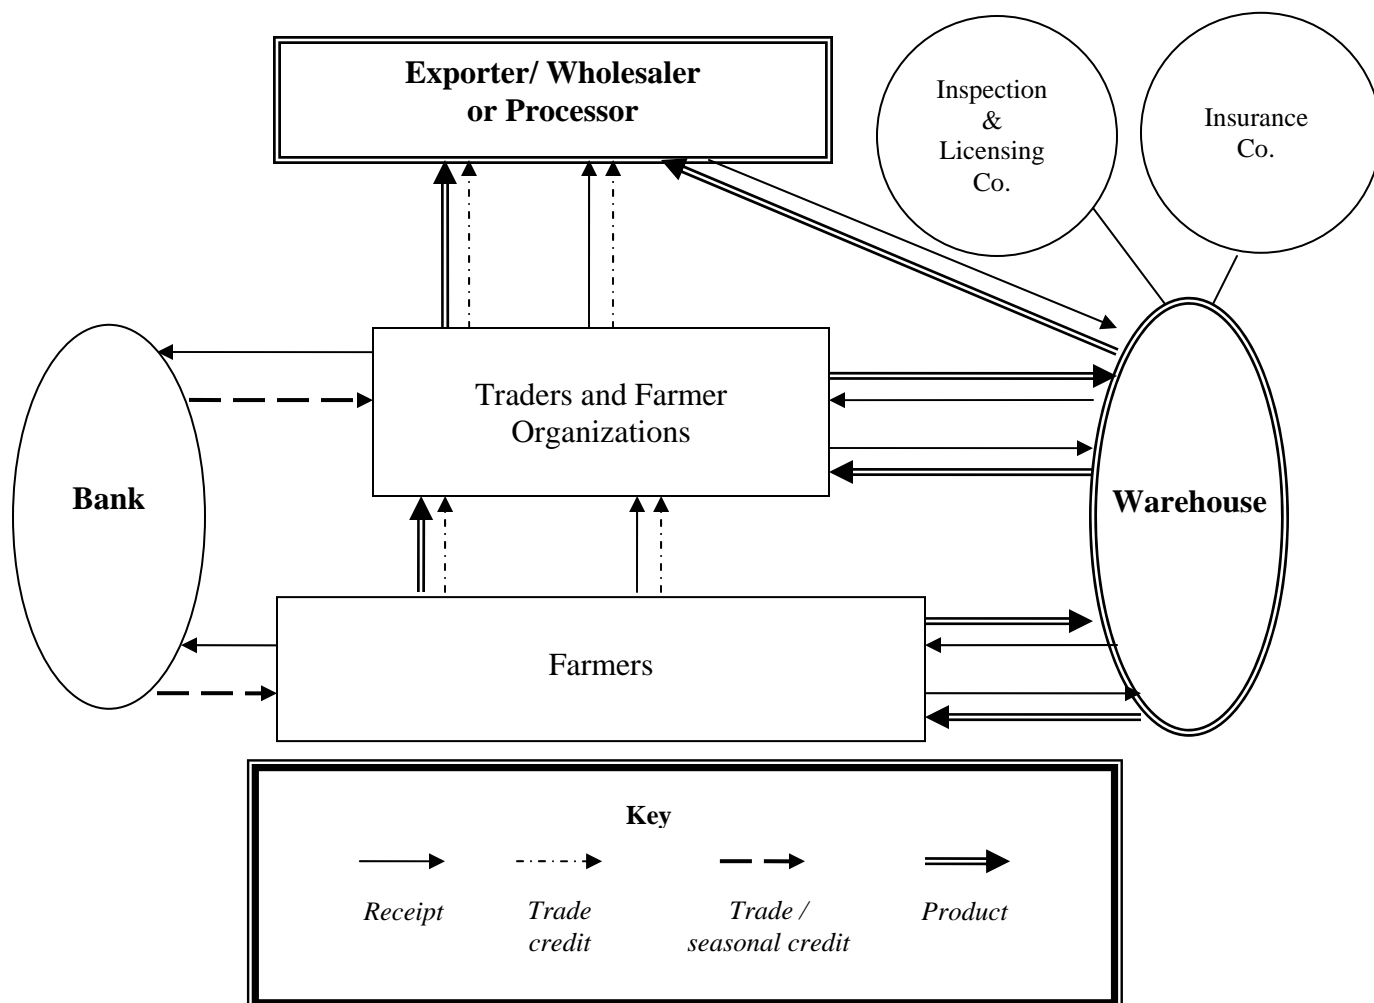 Exporter/ Wholesaler
or Processor
Inspection
&
Licensing
Co.
Insurance
Co.
Traders and Farmer
Organizations
Bank
Warehouse
Farmers
Key
Receipt
Trade
credit
Trade /
seasonal credit
Product